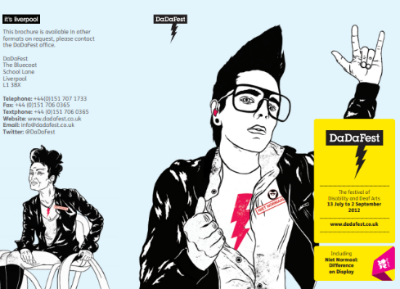 it's liverpool
This brochure is available in other
formats on request, please contact
the DaDaFest office.
DaDaFest
The Bluecoat
School Lane
Liverpool
L1 3BX
Telephone: +44(0)151 707 1733
Fax: +44 (0)151 706 0365
Textphone: +44 (0)151 706 0365
Website: www.dadafest.co.uk
Email: info@dadafest.co.uk
Twitter: @DaDaFest
DaDaFest
DaDaFest
The festival of
Disability and Deaf Arts
13 July to 2 September
2012
www.dadafest.co.uk
Including
Niet Normaal:
Difference
on Display